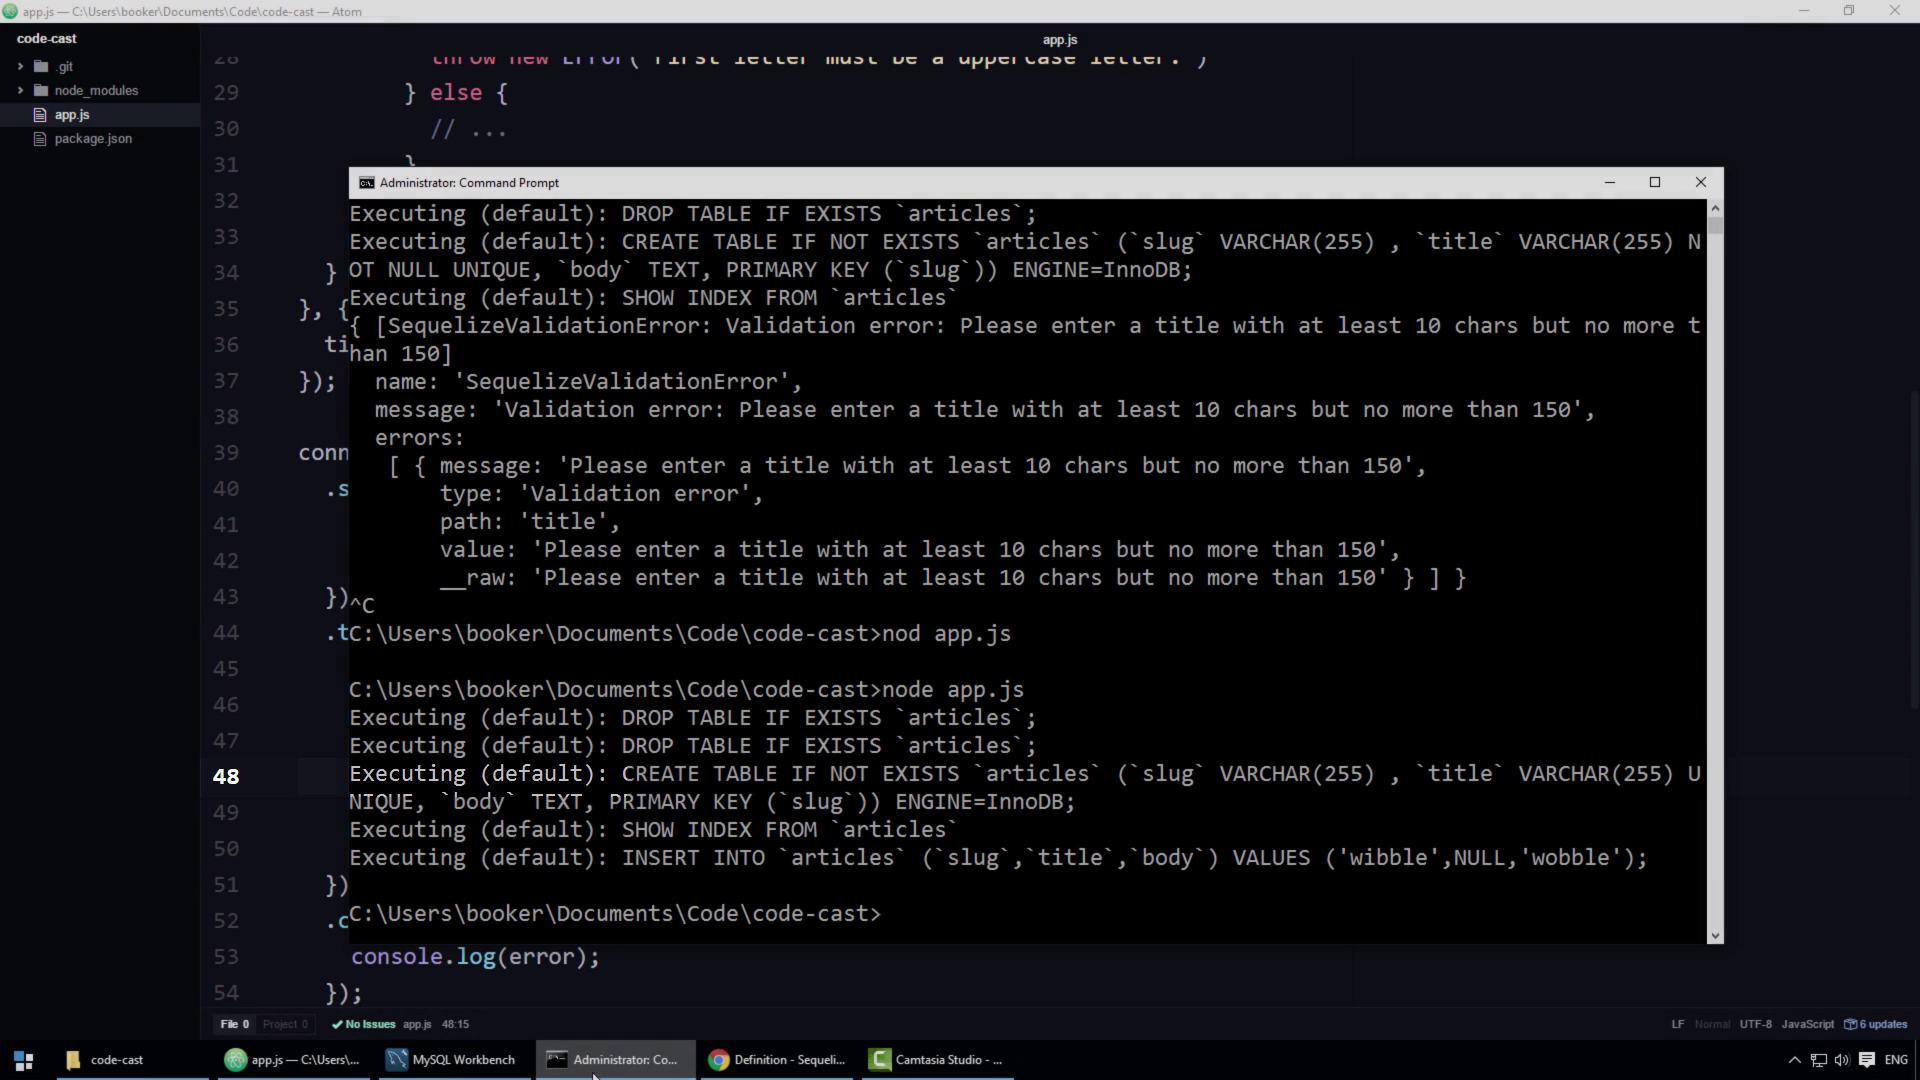 app.js — C:\Users\booker\Documents\Code\code-cast — Atom
code-cast
.git
node_modules
app.js
package.json
app.js
28 throw new Error('First letter must be a uppercase letter.')
29 } else {
30 // ...
31 }
32
33
34 }
35 }, {
36 ti
37 });
38
39 conn
40 .s
41
42
43 })
44 .t
45
46
47
48
49
50
51 })
52 .c
53 console.log(error);
54 });
Administrator: Command Prompt
Executing (default): DROP TABLE IF EXISTS `articles`;
Executing (default): CREATE TABLE IF NOT EXISTS `articles` (`slug` VARCHAR(255) , `title` VARCHAR(255) N
OT NULL UNIQUE, `body` TEXT, PRIMARY KEY (`slug`)) ENGINE=InnoDB;
Executing (default): SHOW INDEX FROM `articles`
{ [SequelizeValidationError: Validation error: Please enter a title with at least 10 chars but no more t
han 150]
name: 'SequelizeValidationError',
message: 'Validation error: Please enter a title with at least 10 chars but no more than 150',
errors:
[ { message: 'Please enter a title with at least 10 chars but no more than 150',
type: 'Validation error',
path: 'title',
value: 'Please enter a title with at least 10 chars but no more than 150',
__raw: 'Please enter a title with at least 10 chars but no more than 150' } ] }
^C
C:\Users\booker\Documents\Code\code-cast>nod app.js
C:\Users\booker\Documents\Code\code-cast>node app.js
Executing (default): DROP TABLE IF EXISTS `articles`;
Executing (default): DROP TABLE IF EXISTS `articles`;
Executing (default): CREATE TABLE IF NOT EXISTS `articles` (`slug` VARCHAR(255) , `title` VARCHAR(255) U
NIQUE, `body` TEXT, PRIMARY KEY (`slug`)) ENGINE=InnoDB;
Executing (default): SHOW INDEX FROM `articles`
Executing (default): INSERT INTO `articles` (`slug`,`title`,`body`) VALUES ('wibble',NULL,'wobble');
C:\Users\booker\Documents\Code\code-cast>
File 0 Project 0 No Issues app.js 48:15 LF Normal UTF-8 JavaScript 6 updates
code-cast app.js — C:\Users\... MySQL Workbench Administrator: Co... Definition - Sequeli... Camtasia Studio - ... ENG